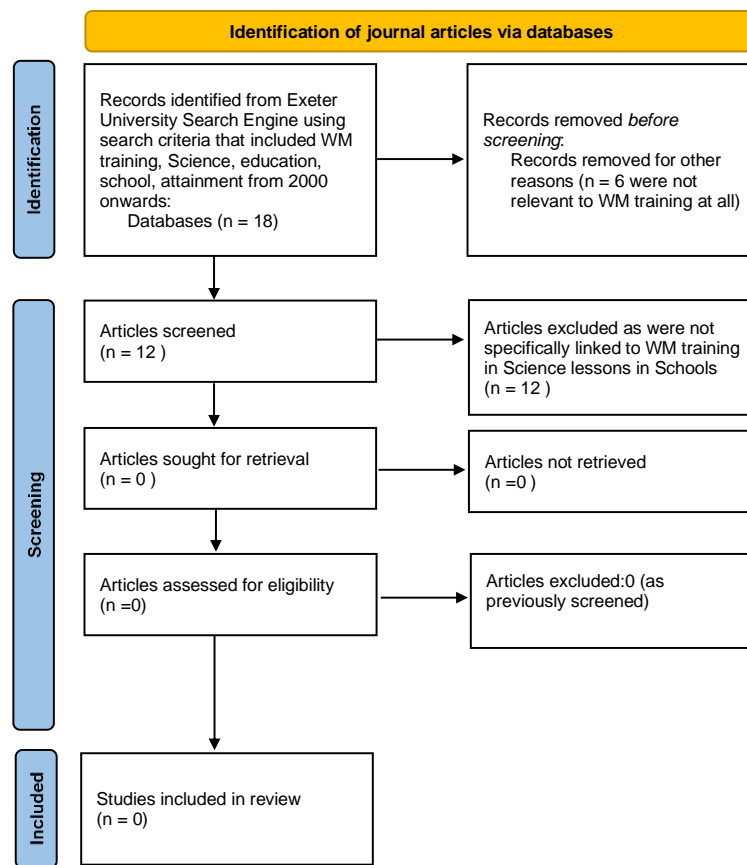 Identification of journal articles via databases
Identification
Records identified from Exeter
University Search Engine using
search criteria that included WM
training, Science, education,
school, attainment from 2000
onwards:
Databases (n = 18)
Records removed before
screening:
Records removed for other
reasons (n = 6 were not
relevant to WM training at all)
Screening
Articles screened
(n = 12 )
Articles excluded as were not
specifically linked to WM training
in Science lessons in Schools
(n = 12 )
Articles sought for retrieval
(n = 0 )
Articles not retrieved
(n =0 )
Articles assessed for eligibility
(n =0)
Articles excluded:0 (as
previously screened)
Included
Studies included in review
(n = 0)